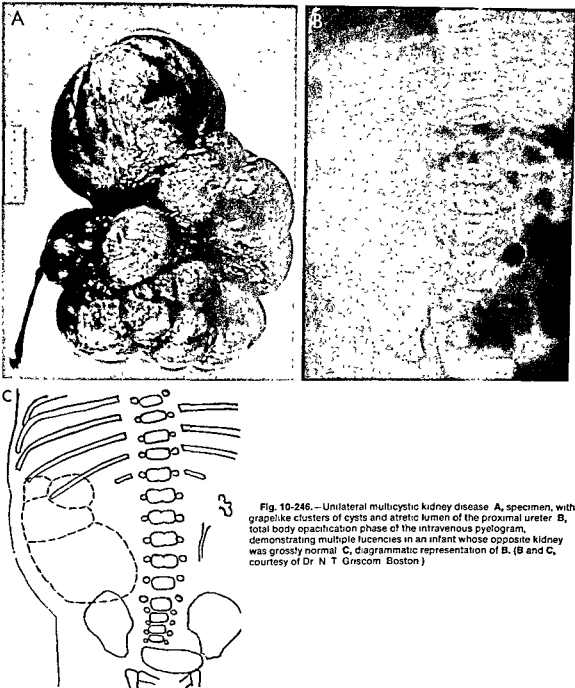 A
B
C
Fig. 10-246.—Unilateral multicystic kidney disease A, specimen, with
grapelike clusters of cysts and atretic lumen of the proximal ureter B,
total body opacification phase of the intravenous pyelogram,
demonstrating multiple lucencies in an infant whose opposite kidney
was grossly normal C, diagrammatic representation of B. (B and C,
courtesy of Dr N T Griscom Boston)